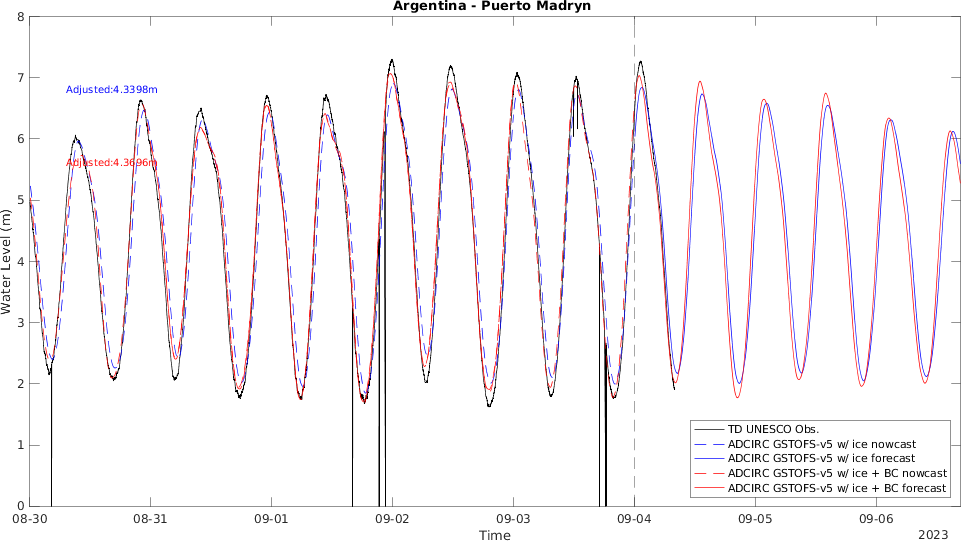 Argentina - Puerto Madryn
8
7
6
5
4
3
2
1
0
Water Level (m)
Adjusted:4.3398m
Adjusted:4.3696m
TD UNESCO Obs.
ADCIRC GSTOFS-v5 w/ ice nowcast
ADCIRC GSTOFS-v5 w/ ice forecast
ADCIRC GSTOFS-v5 w/ ice + BC nowcast
ADCIRC GSTOFS-v5 w/ ice + BC forecast
08-30 08-31 09-01 09-02 09-03 09-04 09-05 09-06
Time
2023